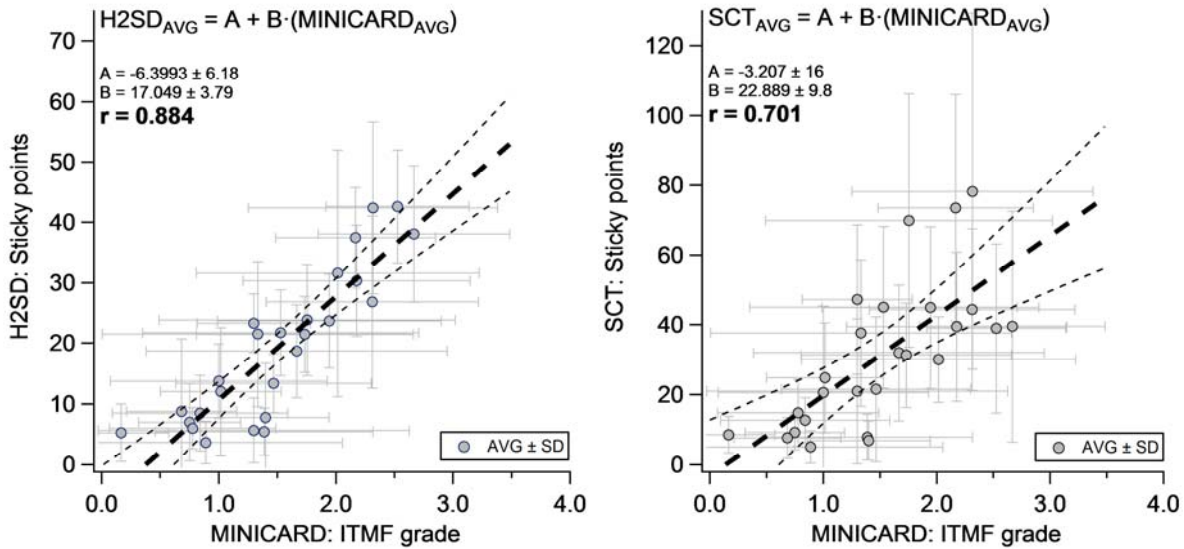 H2SD_AVG = A + B·(MINICARD_AVG)
A = -6.3993 ± 6.18
B = 17.049 ± 3.79
r = 0.884
H2SD: Sticky points
70
60
50
40
30
20
10
0
0.0 1.0 2.0 3.0 4.0
MINICARD: ITMF grade
AVG ± SD
SCT_AVG = A + B·(MINICARD_AVG)
A = -3.207 ± 16
B = 22.889 ± 9.8
r = 0.701
SCT: Sticky points
120
100
80
60
40
20
0
0.0 1.0 2.0 3.0 4.0
MINICARD: ITMF grade
AVG ± SD